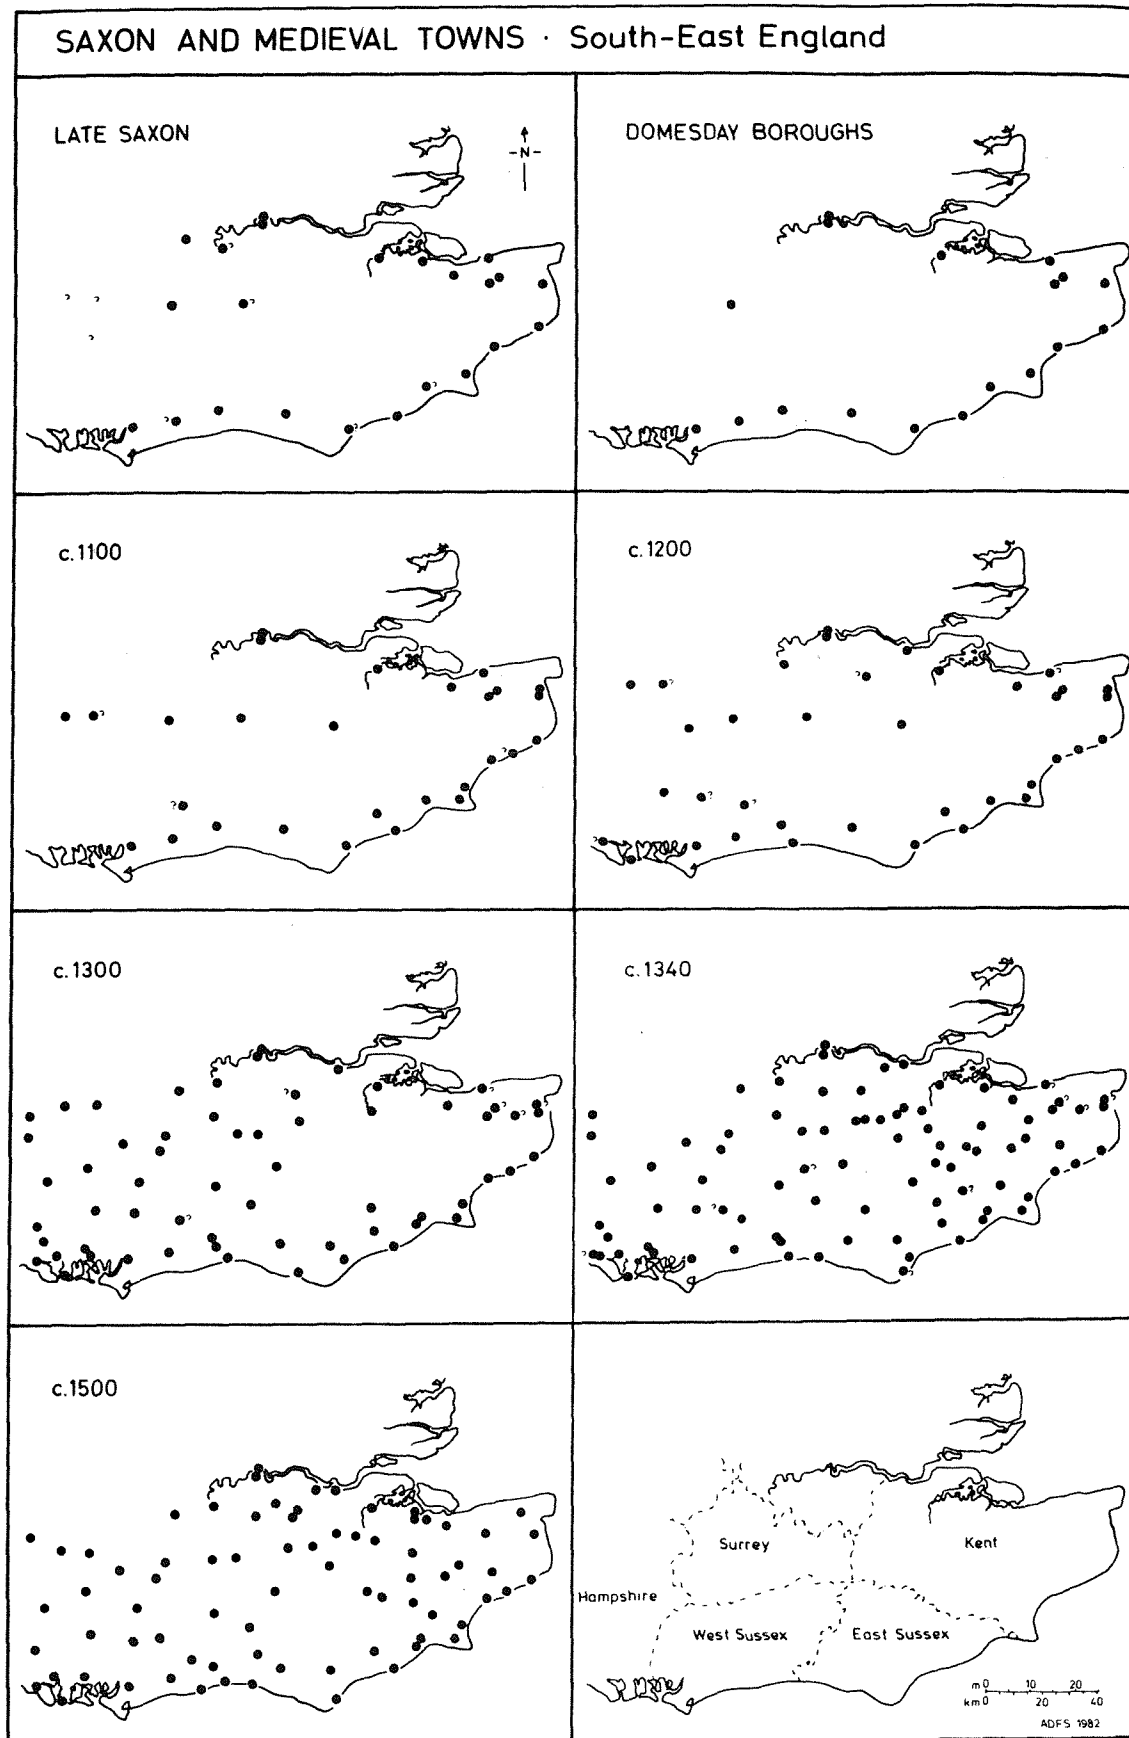 SAXON AND MEDIEVAL TOWNS · South-East England
LATE SAXON
-N-
DOMESDAY BOROUGHS
c.1100
c.1200
c.1300
c.1340
c.1500
Surrey
Kent
Hampshire
West Sussex
East Sussex
m 0 10 20
km 0 20 40
ADFS 1982